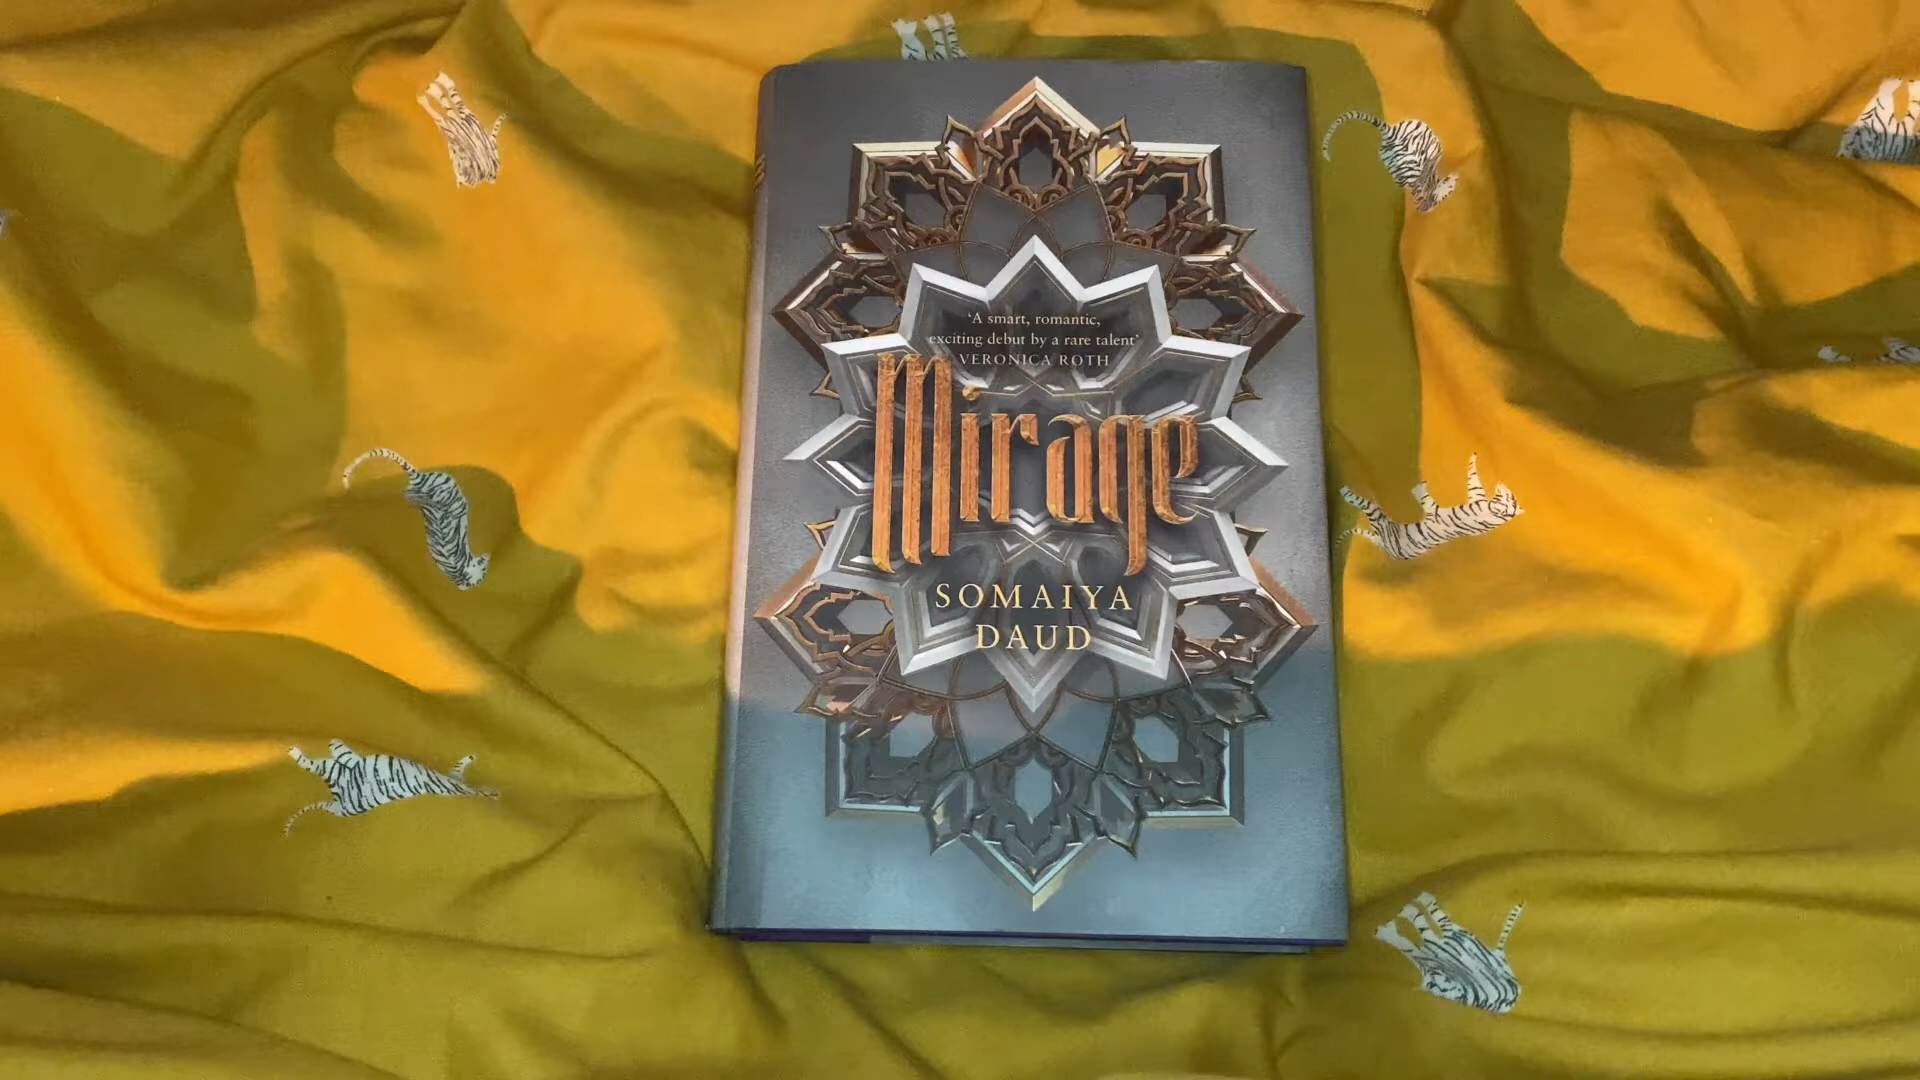 ‘A smart, romantic,
exciting debut by a rare talent’
VERONICA ROTH
Mirage
SOMAIYA
DAUD